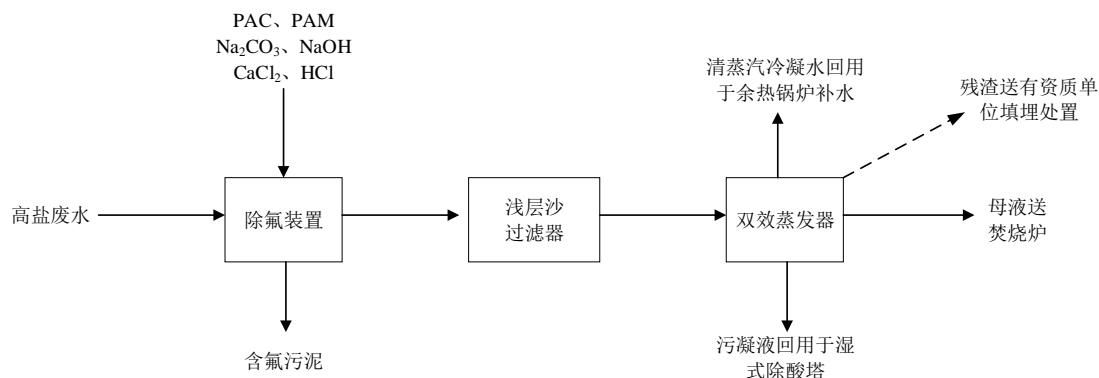 PAC、PAM
Na₂CO₃、NaOH
CaCl₂、HCl
清蒸汽冷凝水回用
于余热锅炉补水
残渣送有资质单
位填埋处置
高盐废水
除氟装置
浅层沙
过滤器
双效蒸发器
母液送
焚烧炉
含氟污泥
污凝液回用于湿
式除酸塔